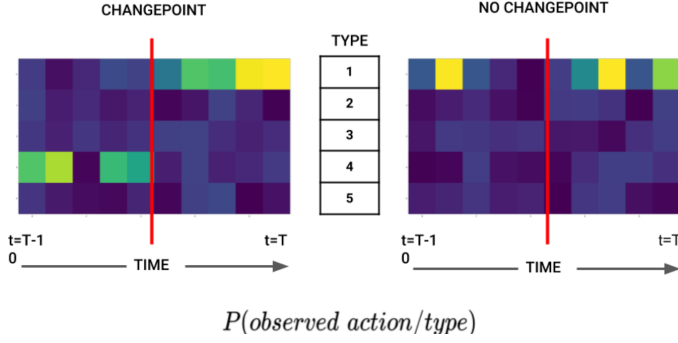 CHANGEPOINT
NO CHANGEPOINT
TYPE
1
2
3
4
5
t=T-1
0
TIME
t=T
t=T-1
0
TIME
t=T
P(observed action/type)